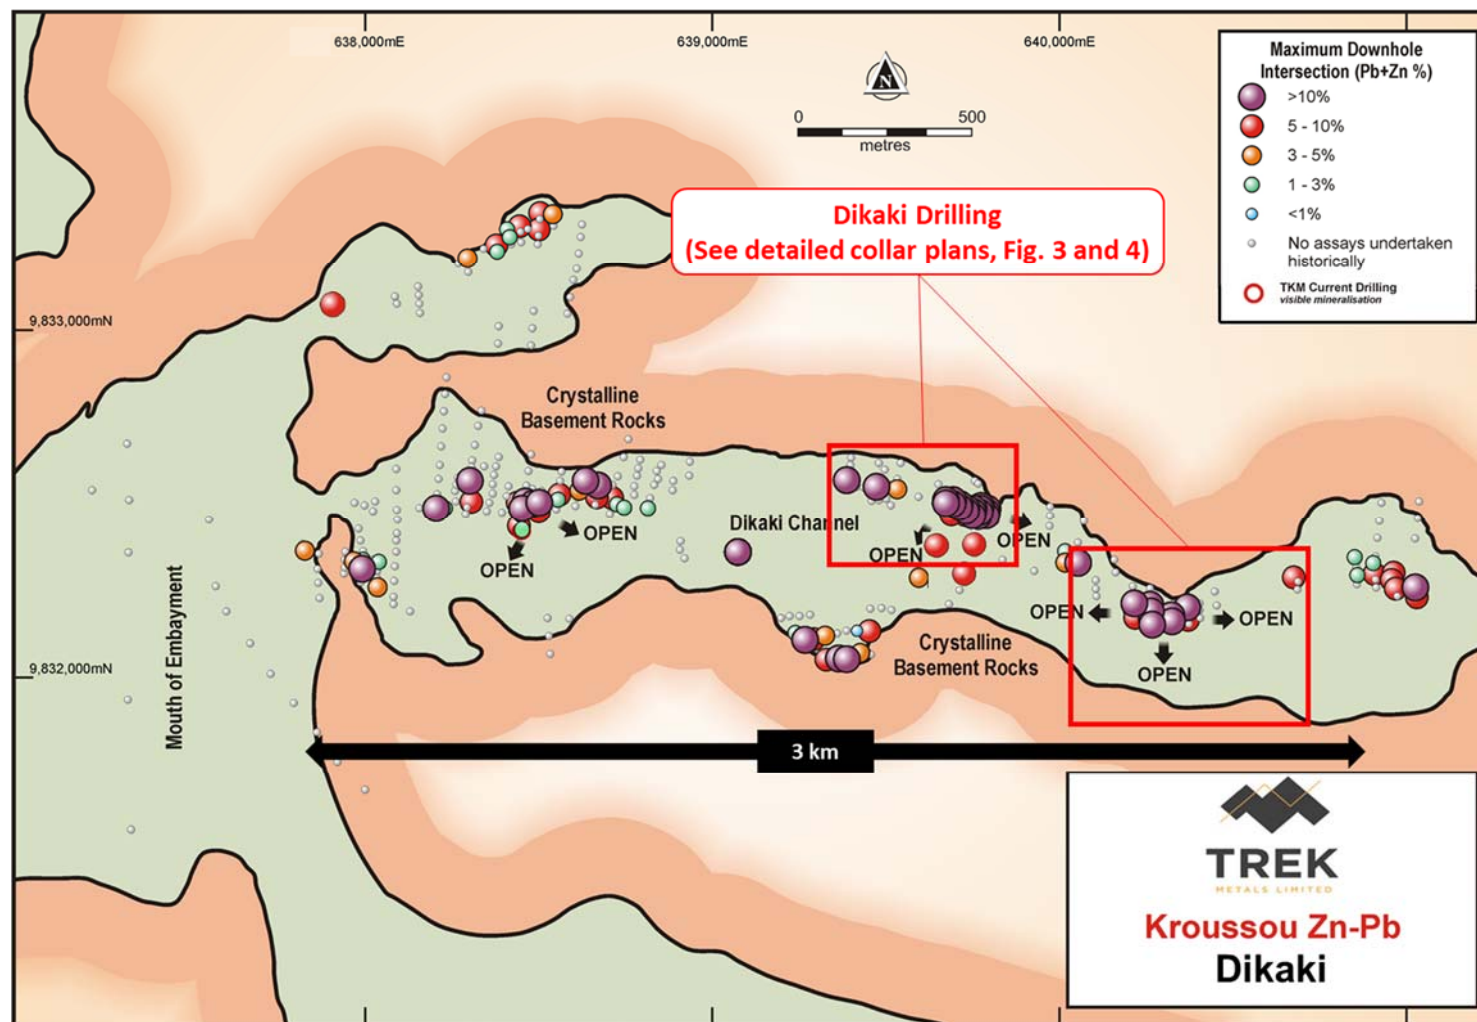 638,000mE
639,000mE
640,000mE
Maximum Downhole
Intersection (Pb+Zn %)
>10%
5 - 10%
3 - 5%
1 - 3%
<1%
No assays undertaken
historically
TKM Current Drilling
visible mineralisation
N
0 500
metres
Dikaki Drilling
(See detailed collar plans, Fig. 3 and 4)
9,833,000mN
Crystalline
Basement Rocks
Dikaki Channel
OPEN
OPEN
OPEN
OPEN
OPEN
OPEN
OPEN
Crystalline
Basement Rocks
9,832,000mN
Mouth of Embayment
3 km
TREK
METALS LIMITED
Kroussou Zn-Pb
Dikaki